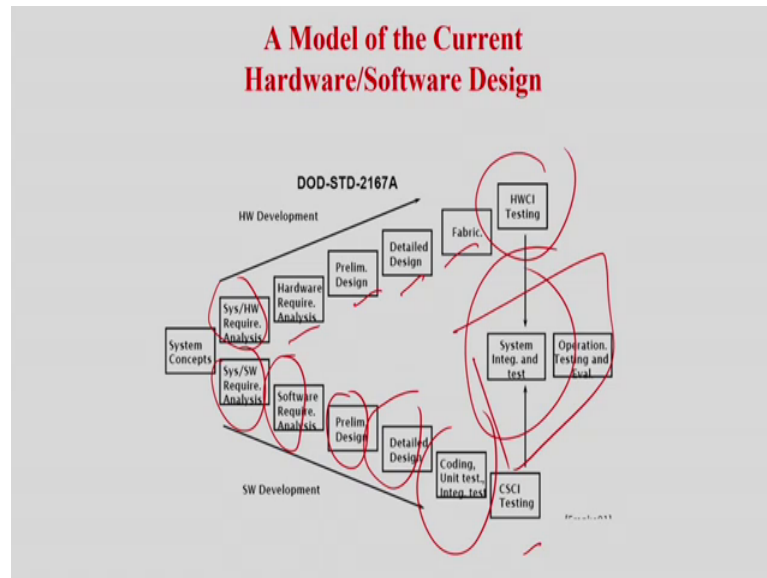 A Model of the Current
Hardware/Software Design
DOD-STD-2167A
HW Development
HWCI
Testing
Fabric.
Detailed
Design
Prelim.
Design
Hardware
Require.
Analysis
Sys/HW
Require.
Analysis
System
Concepts
Sys/SW
Require.
Analysis
Software
Require.
Analysis
Prelim.
Design
Detailed
Design
Coding,
Unit test.,
Integ. test
CSCI
Testing
System
Integ. and
test
Operation.
Testing and
Eval.
SW Development